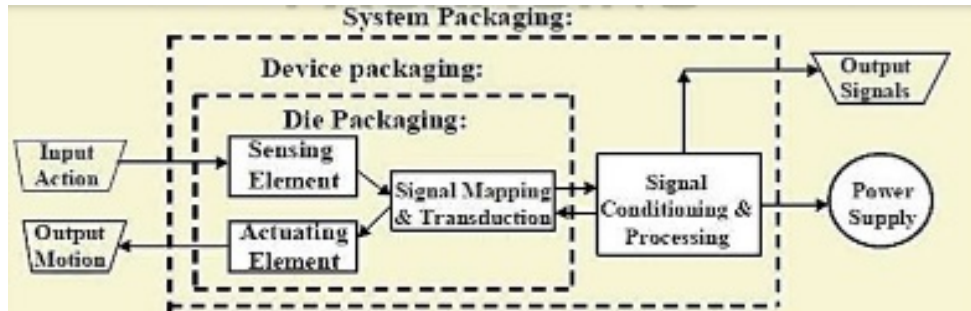 System Packaging:
Device packaging:
Die Packaging:
Input
Action
Sensing
Element
Signal Mapping
& Transduction
Signal
Conditioning &
Processing
Output
Signals
Power
Supply
Output
Motion
Actuating
Element